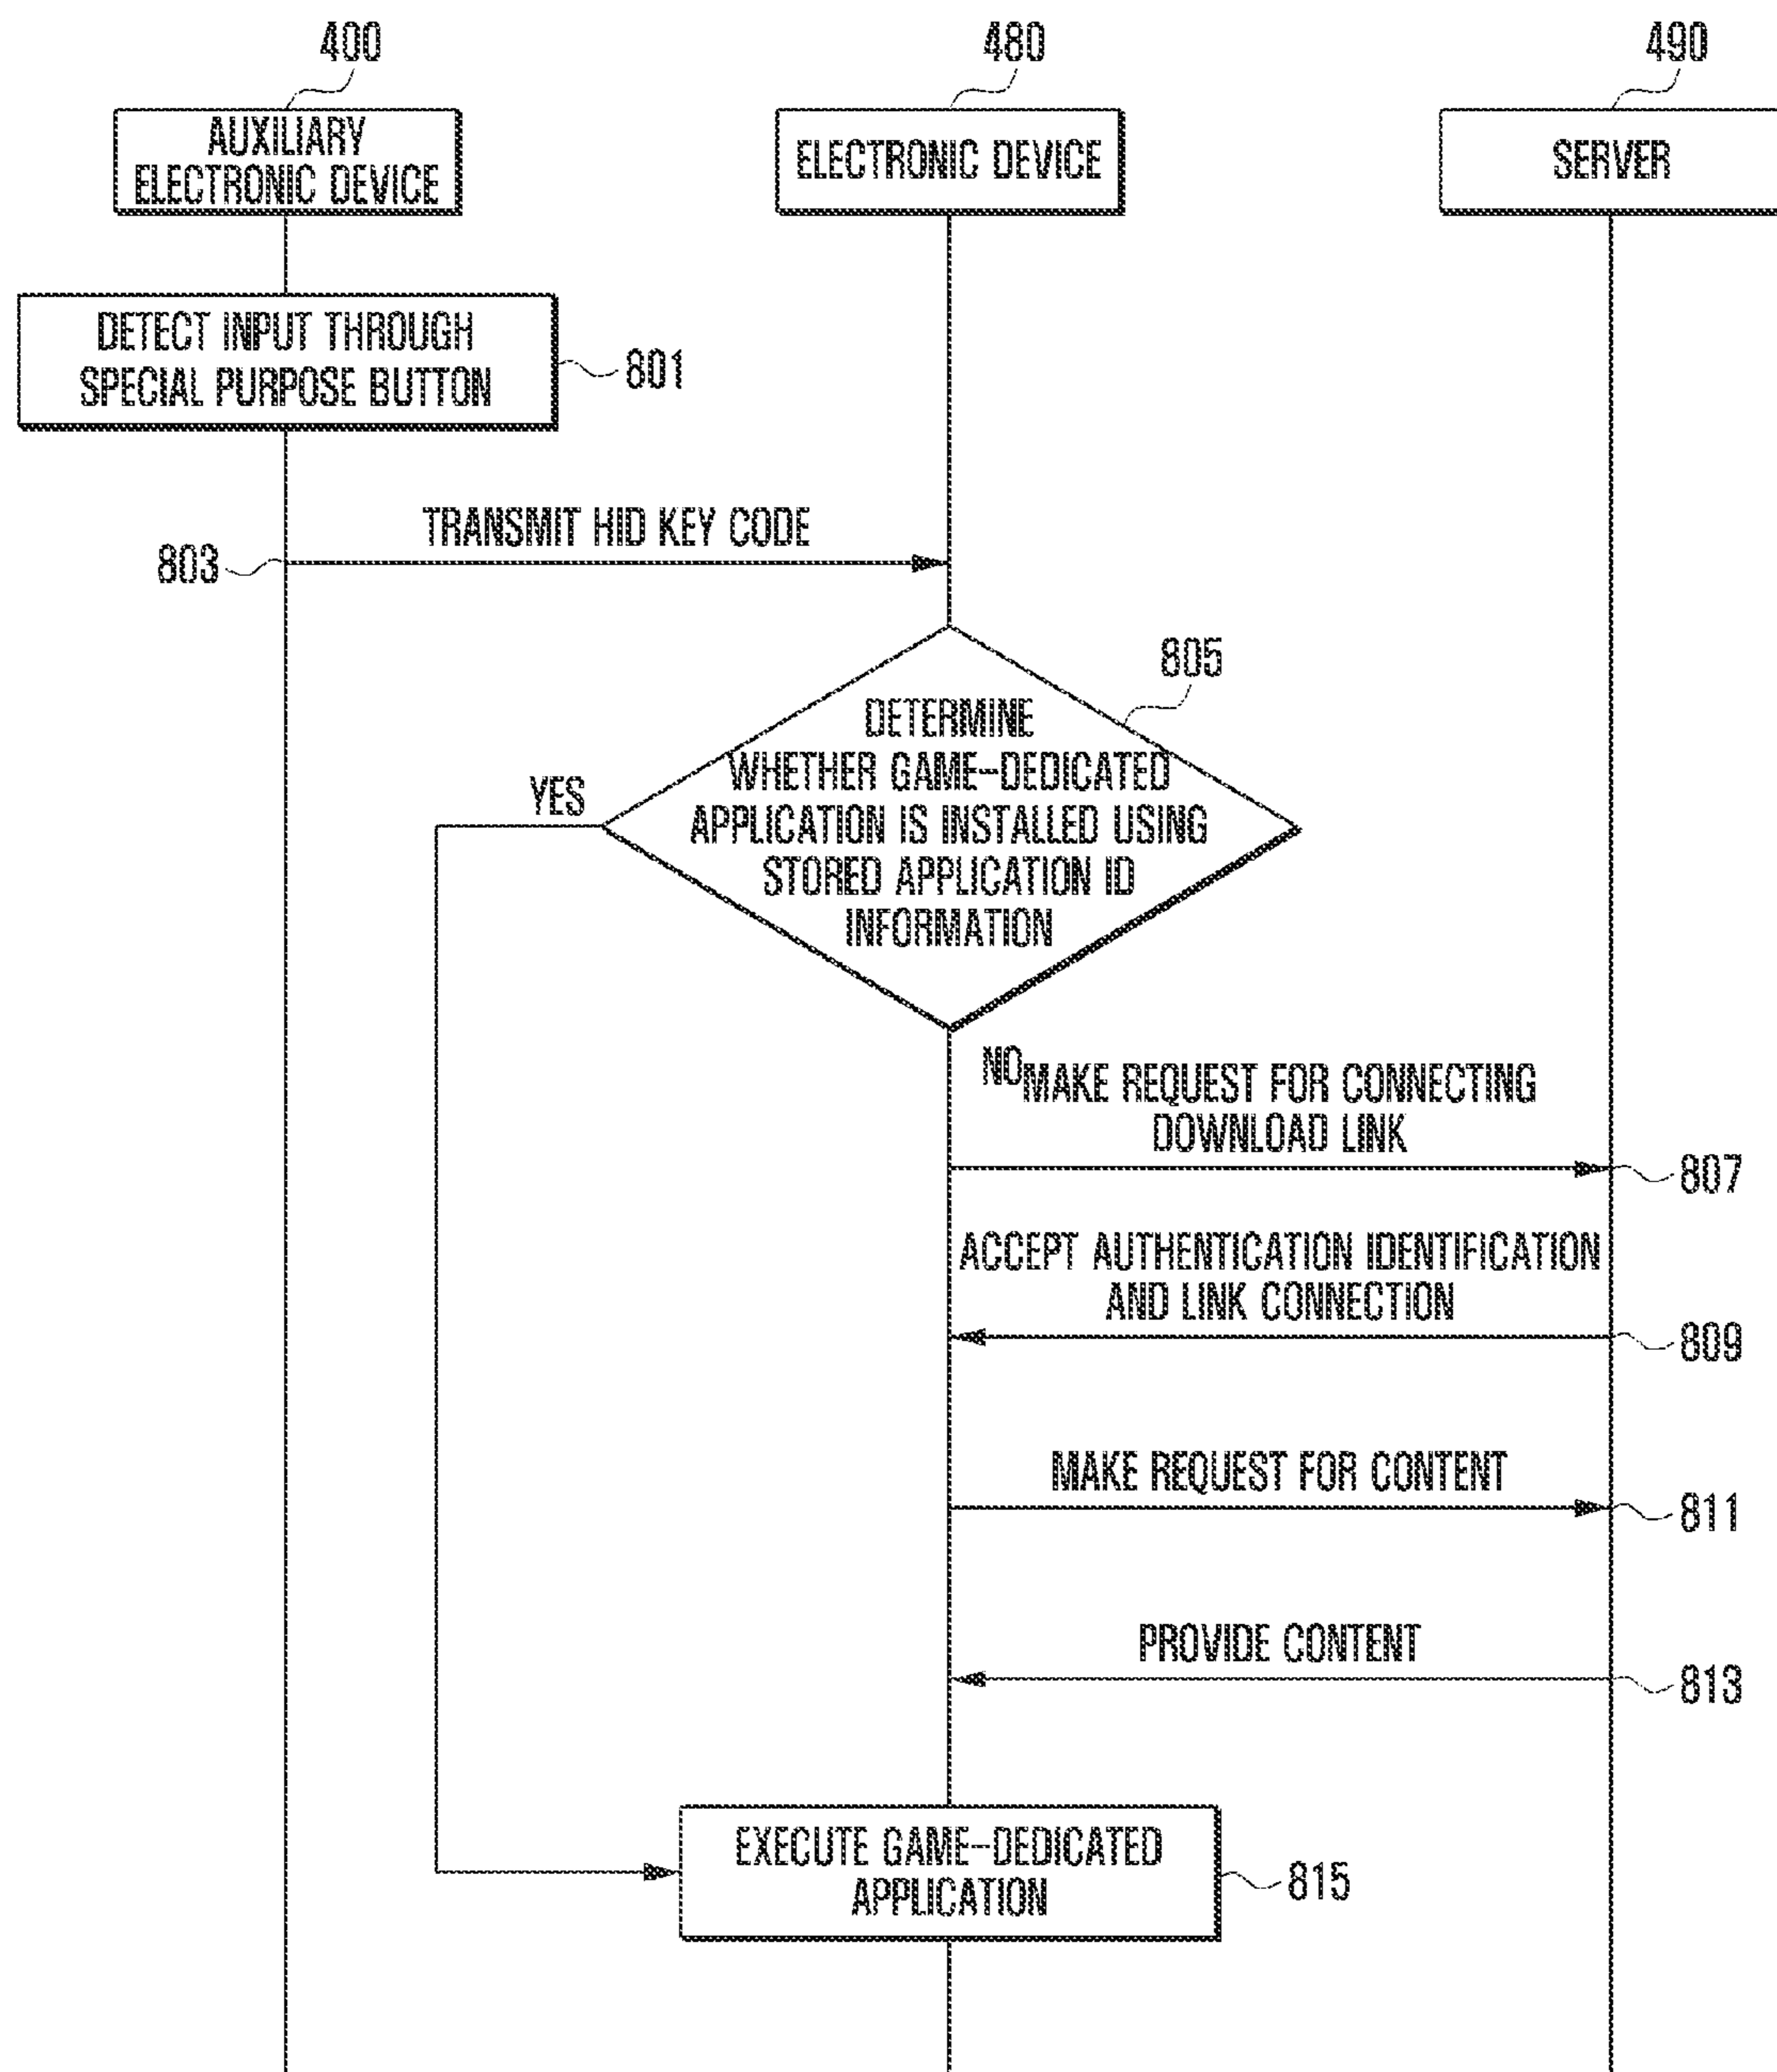 400
480
490
AUXILIARY
ELECTRONIC DEVICE
ELECTRONIC DEVICE
SERVER
DETECT INPUT THROUGH
SPECIAL PURPOSE BUTTON
801
TRANSMIT HID KEY CODE
803
805
DETERMINE
WHETHER GAME-DEDICATED
APPLICATION IS INSTALLED USING
STORED APPLICATION ID
INFORMATION
YES
NO
MAKE REQUEST FOR CONNECTING
DOWNLOAD LINK
807
ACCEPT AUTHENTICATION IDENTIFICATION
AND LINK CONNECTION
809
MAKE REQUEST FOR CONTENT
811
PROVIDE CONTENT
813
EXECUTE GAME-DEDICATED
APPLICATION
815